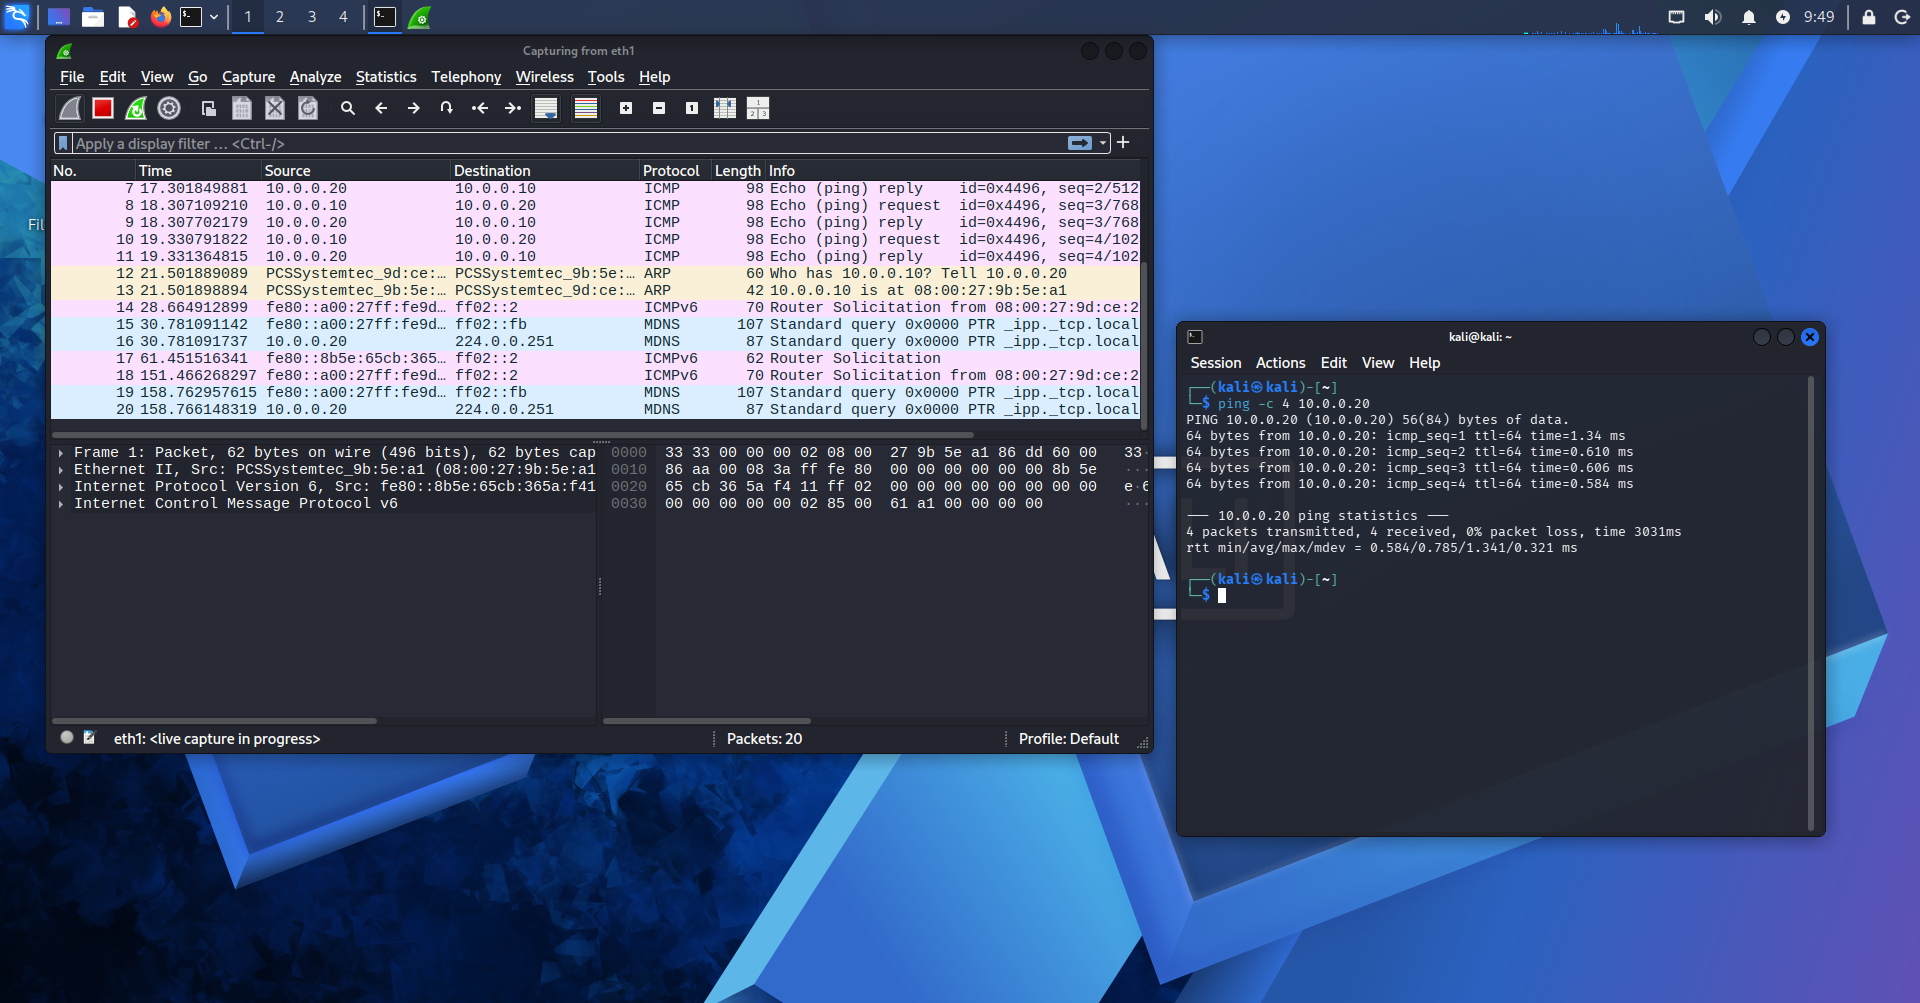 1 2 3 4
9:49
Fil
Capturing from eth1
File Edit View Go Capture Analyze Statistics Telephony Wireless Tools Help
Apply a display filter … <Ctrl-/>
No. Time Source Destination Protocol Length Info
7 17.301849881 10.0.0.20 10.0.0.10 ICMP 98 Echo (ping) reply id=0x4496, seq=2/512
8 18.307109210 10.0.0.10 10.0.0.20 ICMP 98 Echo (ping) request id=0x4496, seq=3/768
9 18.307702179 10.0.0.20 10.0.0.10 ICMP 98 Echo (ping) reply id=0x4496, seq=3/768
10 19.330791822 10.0.0.10 10.0.0.20 ICMP 98 Echo (ping) request id=0x4496, seq=4/102
11 19.331364815 10.0.0.20 10.0.0.10 ICMP 98 Echo (ping) reply id=0x4496, seq=4/102
12 21.501889089 PCSSystemtec_9d:ce:… PCSSystemtec_9b:5e:… ARP 60 Who has 10.0.0.10? Tell 10.0.0.20
13 21.501898894 PCSSystemtec_9b:5e:… PCSSystemtec_9d:ce:… ARP 42 10.0.0.10 is at 08:00:27:9b:5e:a1
14 28.664912899 fe80::a00:27ff:fe9d… ff02::2 ICMPv6 70 Router Solicitation from 08:00:27:9d:ce:2
15 30.781091142 fe80::a00:27ff:fe9d… ff02::fb MDNS 107 Standard query 0x0000 PTR _ipp._tcp.local
16 30.781091737 10.0.0.20 224.0.0.251 MDNS 87 Standard query 0x0000 PTR _ipp._tcp.local
17 61.451516341 fe80::8b5e:65cb:365… ff02::2 ICMPv6 62 Router Solicitation
18 151.466268297 fe80::a00:27ff:fe9d… ff02::2 ICMPv6 70 Router Solicitation from 08:00:27:9d:ce:2
19 158.762957615 fe80::a00:27ff:fe9d… ff02::fb MDNS 107 Standard query 0x0000 PTR _ipp._tcp.local
20 158.766148319 10.0.0.20 224.0.0.251 MDNS 87 Standard query 0x0000 PTR _ipp._tcp.local
Frame 1: Packet, 62 bytes on wire (496 bits), 62 bytes cap
Ethernet II, Src: PCSSystemtec_9b:5e:a1 (08:00:27:9b:5e:a1
Internet Protocol Version 6, Src: fe80::8b5e:65cb:365a:f41
Internet Control Message Protocol v6
0000 33 33 00 00 00 02 08 00 27 9b 5e a1 86 dd 60 00 33·
0010 86 aa 00 08 3a ff fe 80 00 00 00 00 00 00 8b 5e ···
0020 65 cb 36 5a f4 11 ff 02 00 00 00 00 00 00 00 00 e·6
0030 00 00 00 00 00 02 85 00 61 a1 00 00 00 00 ···
eth1: <live capture in progress> Packets: 20 Profile: Default
kali@kali: ~
Session Actions Edit View Help
┌──(kali㉿kali)-[~]
└─$ ping -c 4 10.0.0.20
PING 10.0.0.20 (10.0.0.20) 56(84) bytes of data.
64 bytes from 10.0.0.20: icmp_seq=1 ttl=64 time=1.34 ms
64 bytes from 10.0.0.20: icmp_seq=2 ttl=64 time=0.610 ms
64 bytes from 10.0.0.20: icmp_seq=3 ttl=64 time=0.606 ms
64 bytes from 10.0.0.20: icmp_seq=4 ttl=64 time=0.584 ms
--- 10.0.0.20 ping statistics ---
4 packets transmitted, 4 received, 0% packet loss, time 3031ms
rtt min/avg/max/mdev = 0.584/0.785/1.341/0.321 ms
┌──(kali㉿kali)-[~]
└─$